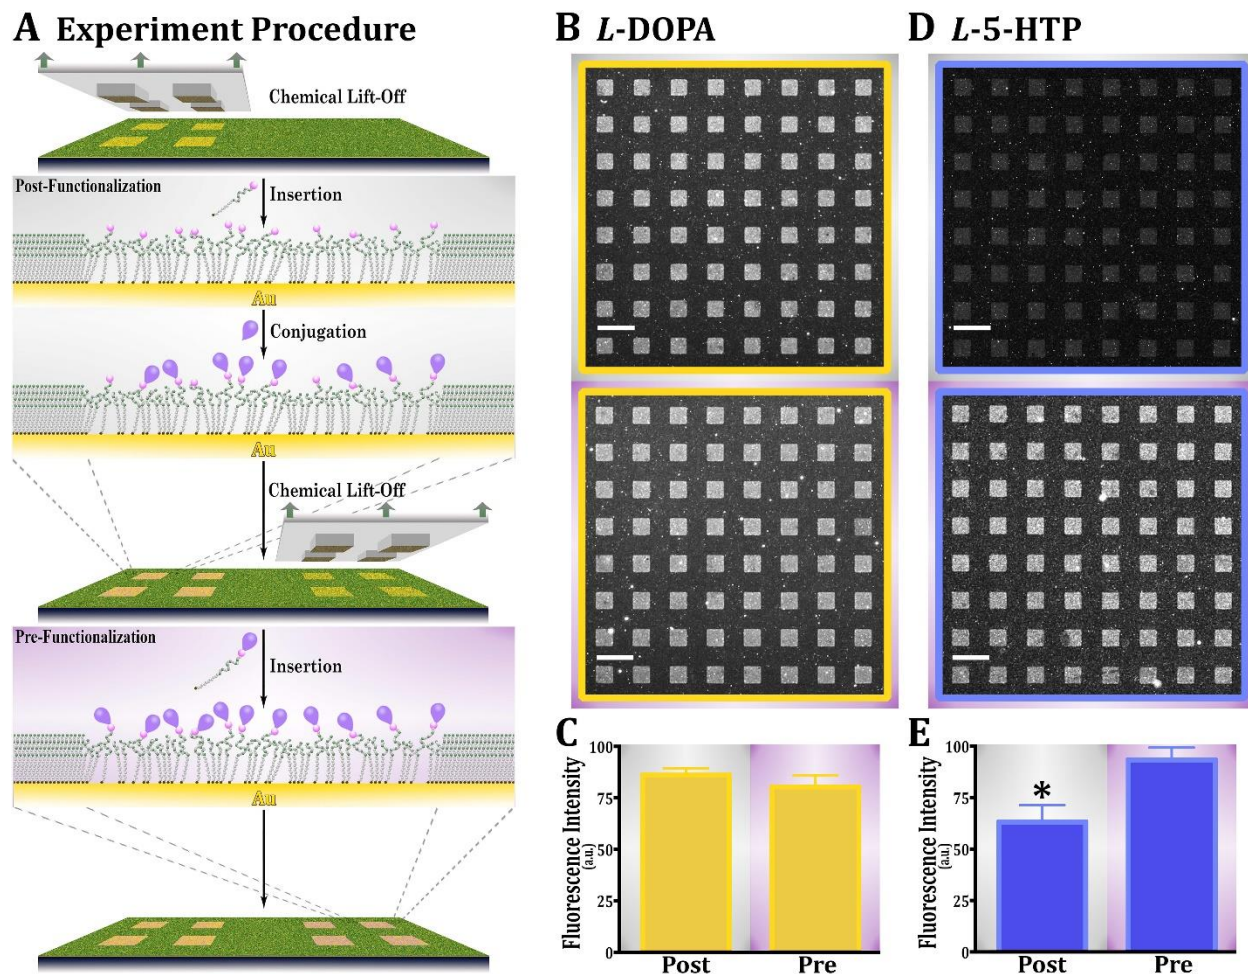 A Experiment Procedure
Chemical Lift-Off
Post-Functionalization
Insertion
Au
Conjugation
Au
Chemical Lift-Off
Pre-Functionalization
Insertion
Au
B L-DOPA
C
Fluorescence Intensity
(a.u.)
100
75
50
25
0
Post
Pre
D L-5-HTP
E
Fluorescence Intensity
(a.u.)
100
75
50
25
0
*
Post
Pre